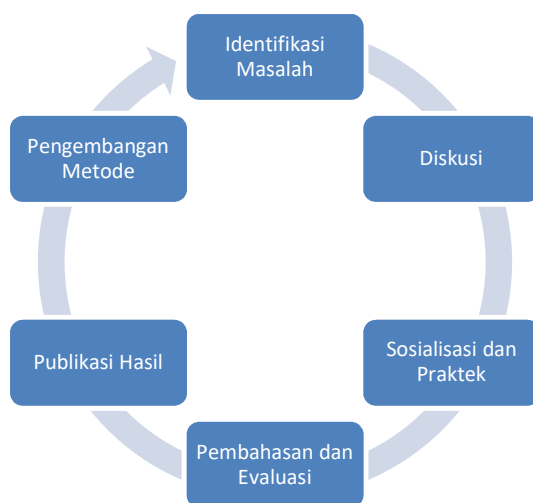 Identifikasi
Masalah
Diskusi
Sosialisasi dan
Praktek
Pembahasan dan
Evaluasi
Publikasi Hasil
Pengembangan
Metode